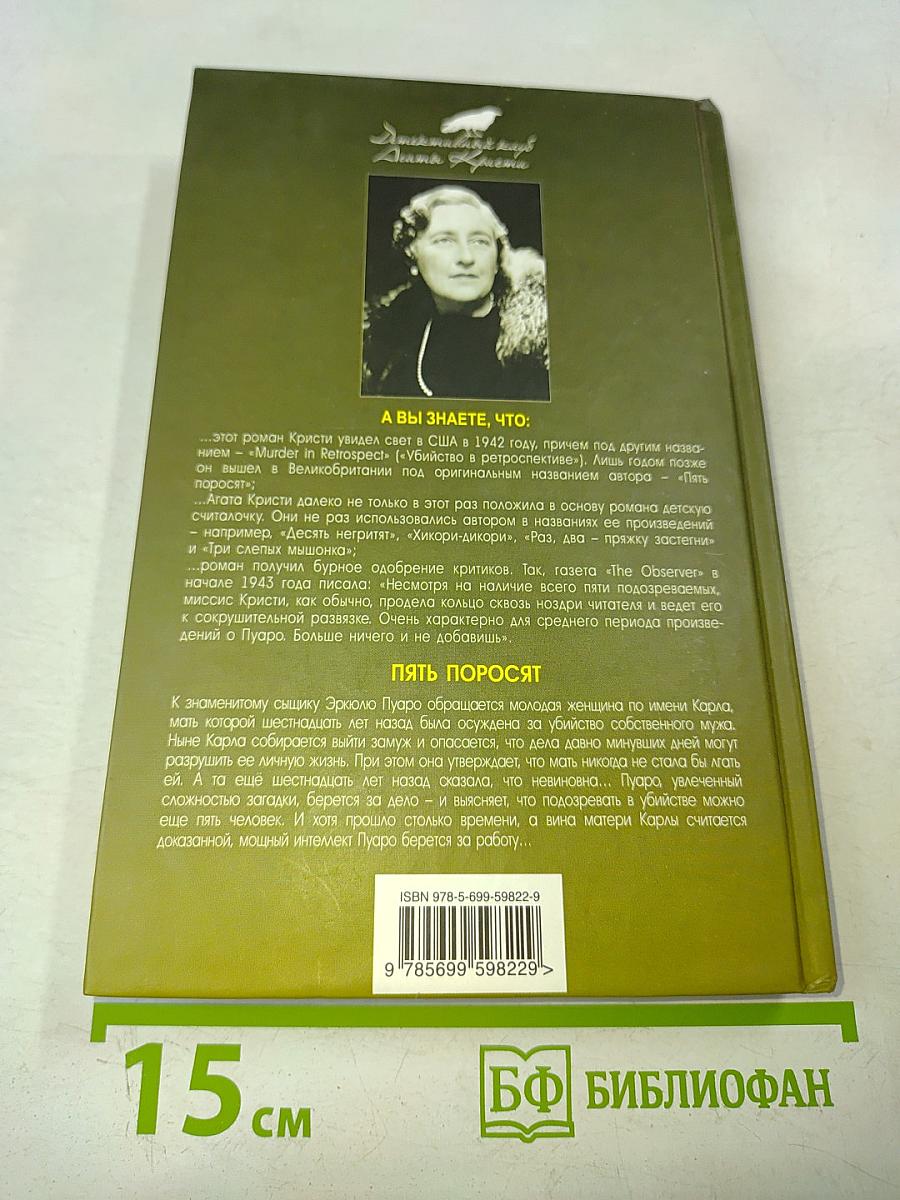 Детективный клуб
Агаты Кристи
А ВЫ ЗНАЕТЕ, ЧТО:
...этот роман Кристи увидел свет в США в 1942 году, причем под другим назва-
нием – «Murder in Retrospect» («Убийство в ретроспективе»). Лишь годом позже
он вышел в Великобритании под оригинальным названием автора – «Пять
поросят»;
...Агата Кристи далеко не только в этот раз положила в основу романа детскую
считалочку. Они не раз использовались автором в названиях ее произведений
– например, «Десять негритят», «Хикори-дикори», «Раз, два – пряжку застегни»
и «Три слепых мышонка»;
...роман получил бурное одобрение критиков. Так, газета «The Observer» в
начале 1943 года писала: «Несмотря на наличие всего пяти подозреваемых,
миссис Кристи, как обычно, продела кольцо сквозь ноздри читателя и ведет его
к сокрушительной развязке. Очень характерно для среднего периода произве-
дений о Пуаро. Больше ничего и не добавишь».
ПЯТЬ ПОРОСЯТ
К знаменитому сыщику Эркюлю Пуаро обращается молодая женщина по имени Карла,
мать которой шестнадцать лет назад была осуждена за убийство собственного мужа.
Ныне Карла собирается выйти замуж и опасается, что дела давно минувших дней могут
разрушить ее личную жизнь. При этом она утверждает, что мать никогда не стала бы лгать
ей. А та ещё шестнадцать лет назад сказала, что невиновна... Пуаро, увлеченный
сложностью загадки, берется за дело – и выясняет, что подозревать в убийстве можно
еще пять человек. И хотя прошло столько времени, а вина матери Карлы считается
доказанной, мощный интеллект Пуаро берется за работу...
ISBN 978-5-699-59822-9
9 785699 598229 >
15 см
БФ БИБЛИОФАН